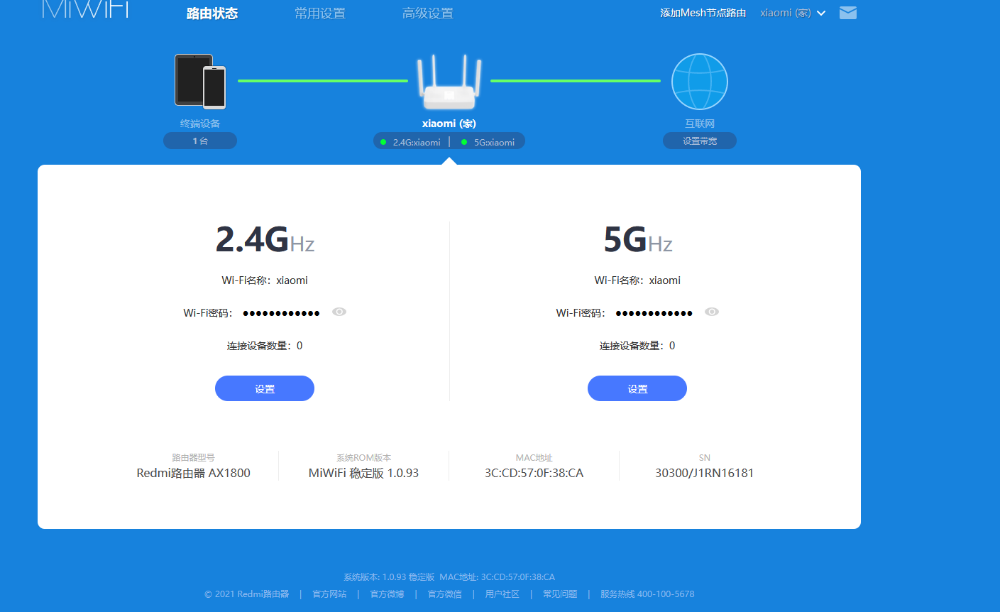 MiWiFi 路由状态 常用设置 高级设置 添加Mesh节点路由 xiaomi (家)
终端设备 xiaomi (家) 互联网
1 台 2.4G:xiaomi | 5G:xiaomi 设置带宽
2.4GHz 5GHz
Wi-Fi名称：xiaomi Wi-Fi名称：xiaomi
Wi-Fi密码：●●●●●●●●●●●● Wi-Fi密码：●●●●●●●●●●●●
连接设备数量：0 连接设备数量：0
设置 设置
路由器型号 系统ROM版本 MAC地址 SN
Redmi路由器 AX1800 MiWiFi 稳定版 1.0.93 3C:CD:57:0F:38:CA 30300/J1RN16181
系统版本: 1.0.93 稳定版 MAC地址: 3C:CD:57:0F:38:CA
© 2021 Redmi路由器 | 官方网站 | 官方微博 | 官方微信 | 用户社区 | 常见问题 | 服务热线 400-100-5678